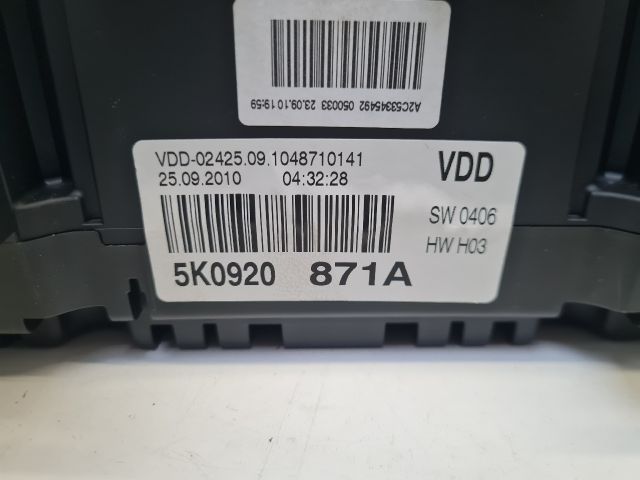 A2C53345492 050033 23.09.10 19:59
VDD-02425.09.1048710141
25.09.2010 04:32:28
VDD
SW 0406
HW H03
5K0920 871A